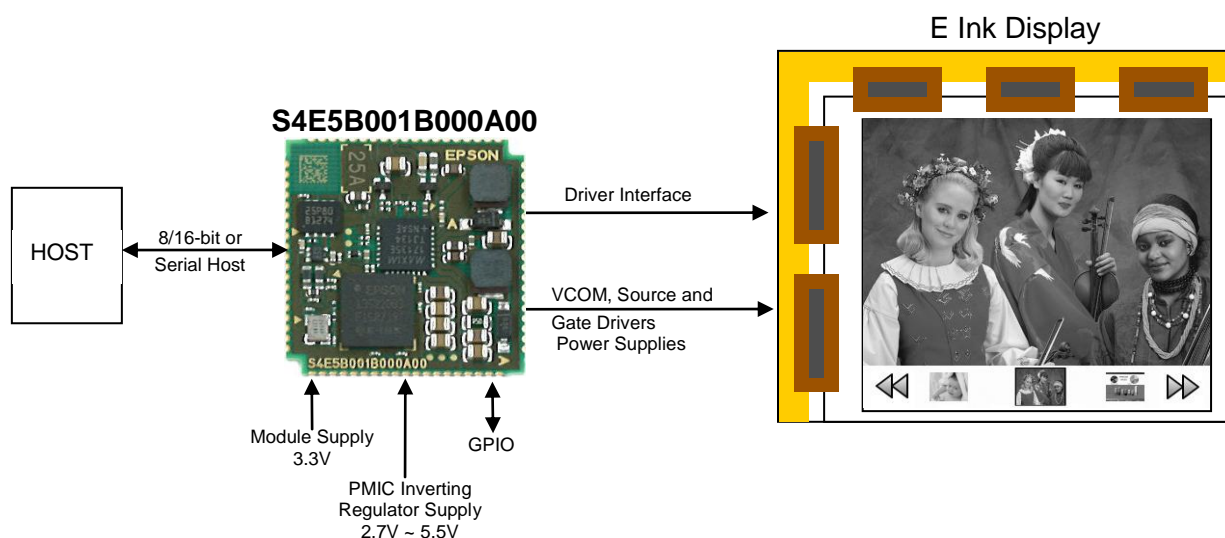 E Ink Display
S4E5B001B000A00
25A
EPSON
HOST
8/16-bit or
Serial Host
25P80
Driver Interface
VCOM, Source and
Gate Drivers
Power Supplies
S4E5B001B000A00
Module Supply
3.3V
GPIO
PMIC Inverting
Regulator Supply
2.7V ~ 5.5V